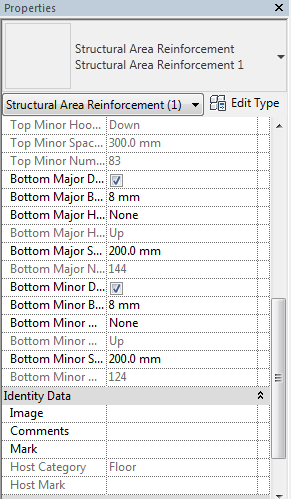 Properties
Structural Area Reinforcement
Structural Area Reinforcement 1
Structural Area Reinforcement (1) Edit Type
Top Minor Hoo... Down
Top Minor Spac... 300.0 mm
Top Minor Num... 83
Bottom Major D...
Bottom Major B... 8 mm
Bottom Major H... None
Bottom Major H... Up
Bottom Major S... 200.0 mm
Bottom Major N... 144
Bottom Minor D...
Bottom Minor B... 8 mm
Bottom Minor ... None
Bottom Minor ... Up
Bottom Minor S... 200.0 mm
Bottom Minor ... 124
Identity Data
Image
Comments
Mark
Host Category Floor
Host Mark